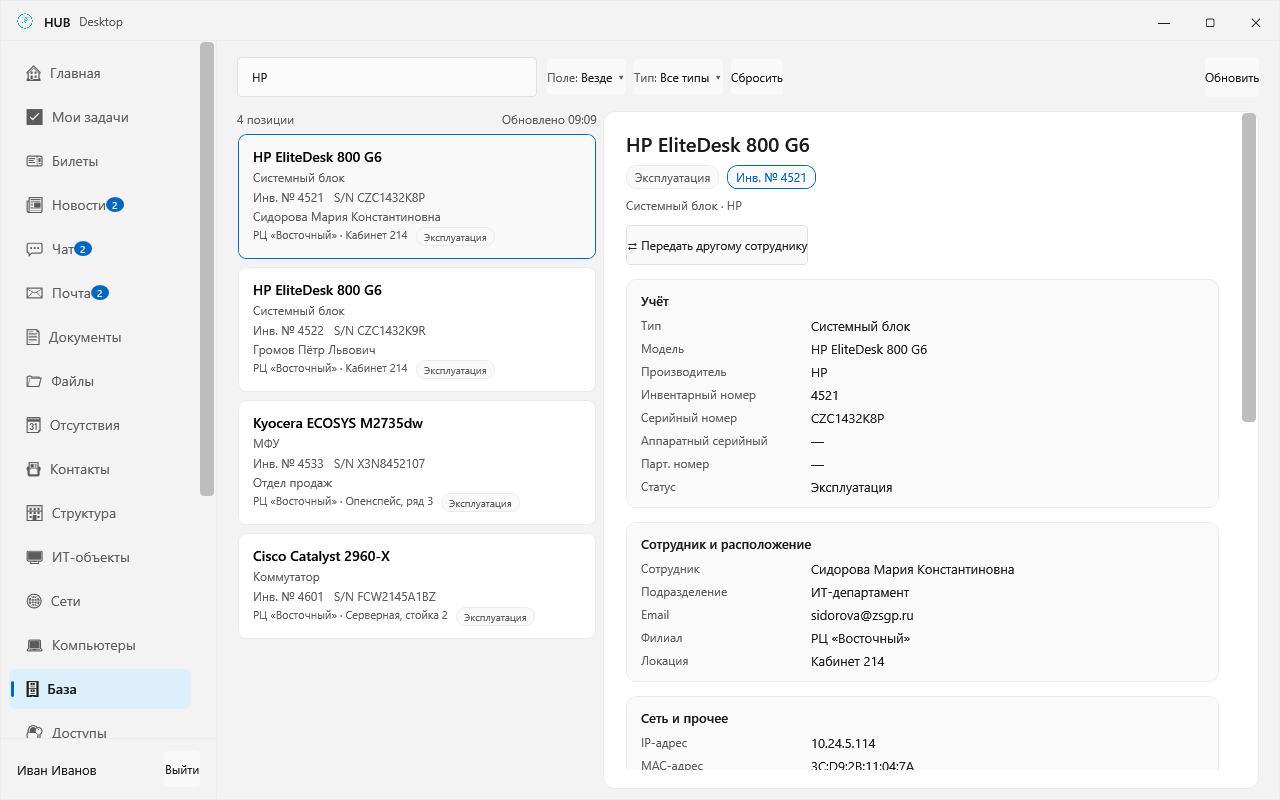 HUB Desktop
Главная
Мои задачи
Билеты
Новости 2
Чат 2
Почта 2
Документы
Файлы
31 Отсутствия
Контакты
Структура
ИТ-объекты
Сети
Компьютеры
База
Доступы
Иван Иванов Выйти
HP
Поле: Везде
Тип: Все типы
Сбросить
Обновить
4 позиции Обновлено 09:09
HP EliteDesk 800 G6
Системный блок
Инв. № 4521 S/N CZC1432K8P
Сидорова Мария Константиновна
РЦ «Восточный» · Кабинет 214 Эксплуатация
HP EliteDesk 800 G6
Системный блок
Инв. № 4522 S/N CZC1432K9R
Громов Пётр Львович
РЦ «Восточный» · Кабинет 214 Эксплуатация
Kyocera ECOSYS M2735dw
МФУ
Инв. № 4533 S/N X3N8452107
Отдел продаж
РЦ «Восточный» · Опенспейс, ряд 3 Эксплуатация
Cisco Catalyst 2960-X
Коммутатор
Инв. № 4601 S/N FCW2145A1BZ
РЦ «Восточный» · Серверная, стойка 2 Эксплуатация
HP EliteDesk 800 G6
Эксплуатация Инв. № 4521
Системный блок · HP
⇄ Передать другому сотруднику
Учёт
Тип Системный блок
Модель HP EliteDesk 800 G6
Производитель HP
Инвентарный номер 4521
Серийный номер CZC1432K8P
Аппаратный серийный —
Парт. номер —
Статус Эксплуатация
Сотрудник и расположение
Сотрудник Сидорова Мария Константиновна
Подразделение ИТ-департамент
Email sidorova@zsgp.ru
Филиал РЦ «Восточный»
Локация Кабинет 214
Сеть и прочее
IP-адрес 10.24.5.114
MAC-адрес 3C:D9:2B:11:04:7A